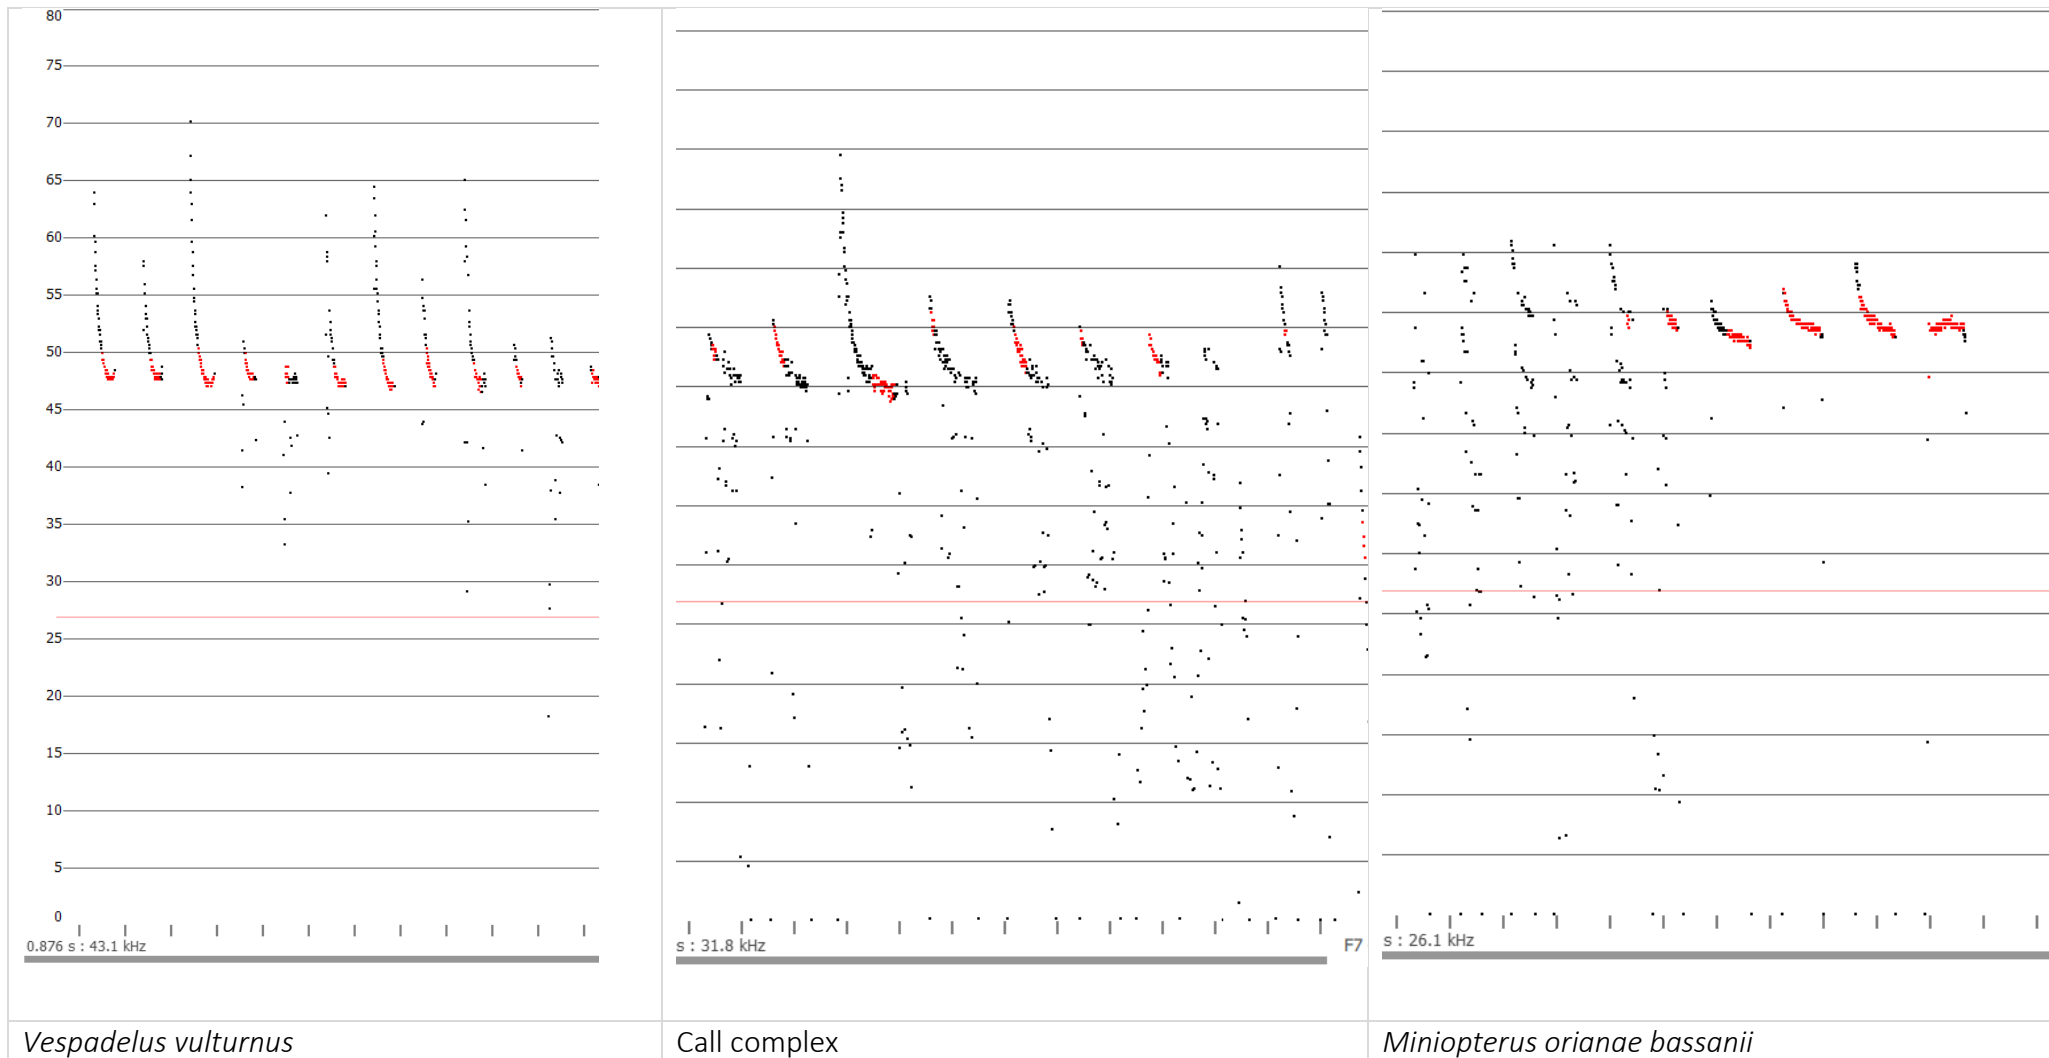 80
75
70
65
60
55
50
45
40
35
30
25
20
15
10
5
0
0.876 s : 43.1 kHz
s : 31.8 kHz
F7
s : 26.1 kHz
Vespadelus vulturnus
Call complex
Miniopterus orianae bassanii